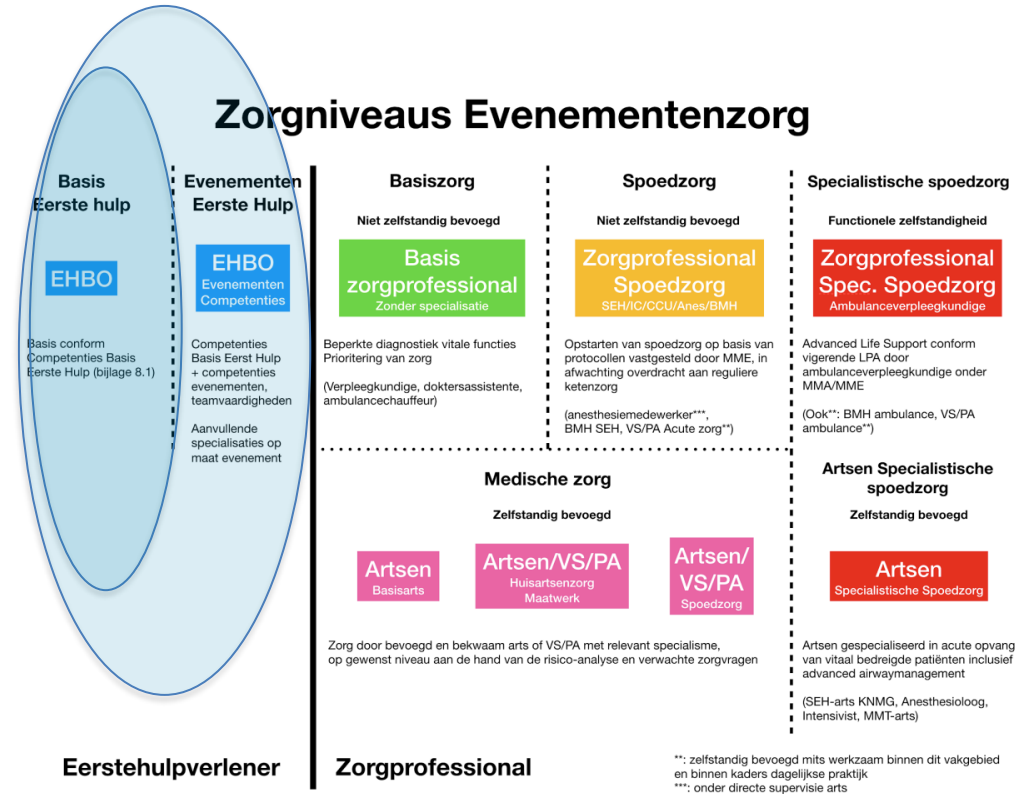 Zorgniveaus Evenementenzorg
Basis
Eerste hulp
EHBO
Basis conform
Competenties Basis
Eerste Hulp (bijlage 8.1)
Evenementen
Eerste Hulp
EHBO
Evenementen
Competenties
Competenties
Basis Eerst Hulp
+ competenties
evenementen,
teamvaardigheden
Aanvullende
specialisaties op
maat evenement
Basiszorg
Niet zelfstandig bevoegd
Basis
zorgprofessional
Zonder specialisatie
Beperkte diagnostiek vitale functies
Prioritering van zorg
(Verpleegkundige, doktersassistente,
ambulancechauffeur)
Spoedzorg
Niet zelfstandig bevoegd
Zorgprofessional
Spoedzorg
SEH/IC/CCU/Anes/BMH
Opstarten van spoedzorg op basis van
protocollen vastgesteld door MME, in
afwachting overdracht aan reguliere
ketenzorg
(anesthesiemedewerker***,
BMH SEH, VS/PA Acute zorg**)
Specialistische spoedzorg
Functionele zelfstandigheid
Zorgprofessional
Spec. Spoedzorg
Ambulanceverpleegkundige
Advanced Life Support conform
vigerende LPA door
ambulanceverpleegkundige onder
MMA/MME
(Ook**: BMH ambulance, VS/PA
ambulance**)
Medische zorg
Zelfstandig bevoegd
Artsen
Basisarts
Artsen/VS/PA
Huisartsenzorg
Maatwerk
Artsen/
VS/PA
Spoedzorg
Zorg door bevoegd en bekwaam arts of VS/PA met relevant specialisme,
op gewenst niveau aan de hand van de risico-analyse en verwachte zorgvragen
Artsen Specialistische
spoedzorg
Zelfstandig bevoegd
Artsen
Specialistische Spoedzorg
Artsen gespecialiseerd in acute opvang
van vitaal bedreigde patiënten inclusief
advanced airwaymanagement
(SEH-arts KNMG, Anesthesioloog,
Intensivist, MMT-arts)
Eerstehulpverlener
Zorgprofessional
**: zelfstandig bevoegd mits werkzaam binnen dit vakgebied
en binnen kaders dagelijkse praktijk
***: onder directe supervisie arts